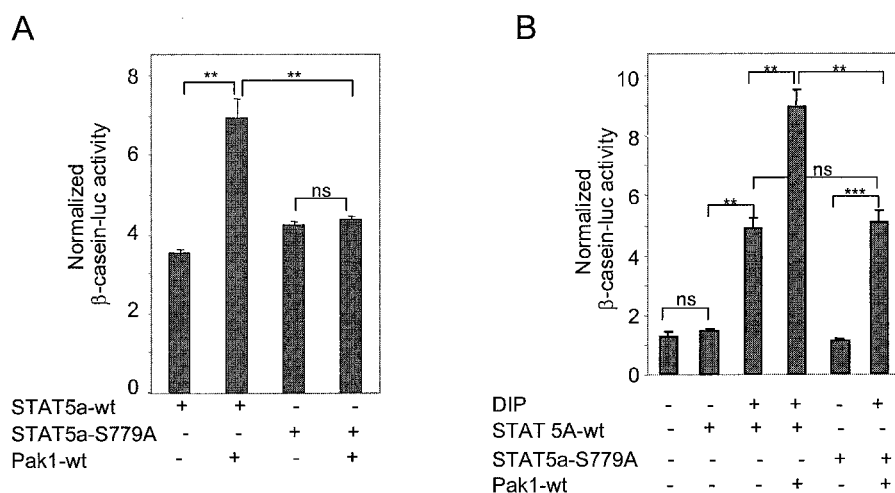 A
Normalized
β-casein-luc activity
8
6
4
2
0
**
**
ns
STAT5a-wt + + - -
STAT5a-S779A - - + +
Pak1-wt - + - +
B
Normalized
β-casein-luc activity
10
8
6
4
2
0
**
**
ns
**
***
ns
DIP - - + + - +
STAT 5A-wt - + + + - -
STAT5a-S779A - - - - + +
Pak1-wt - - - + - +